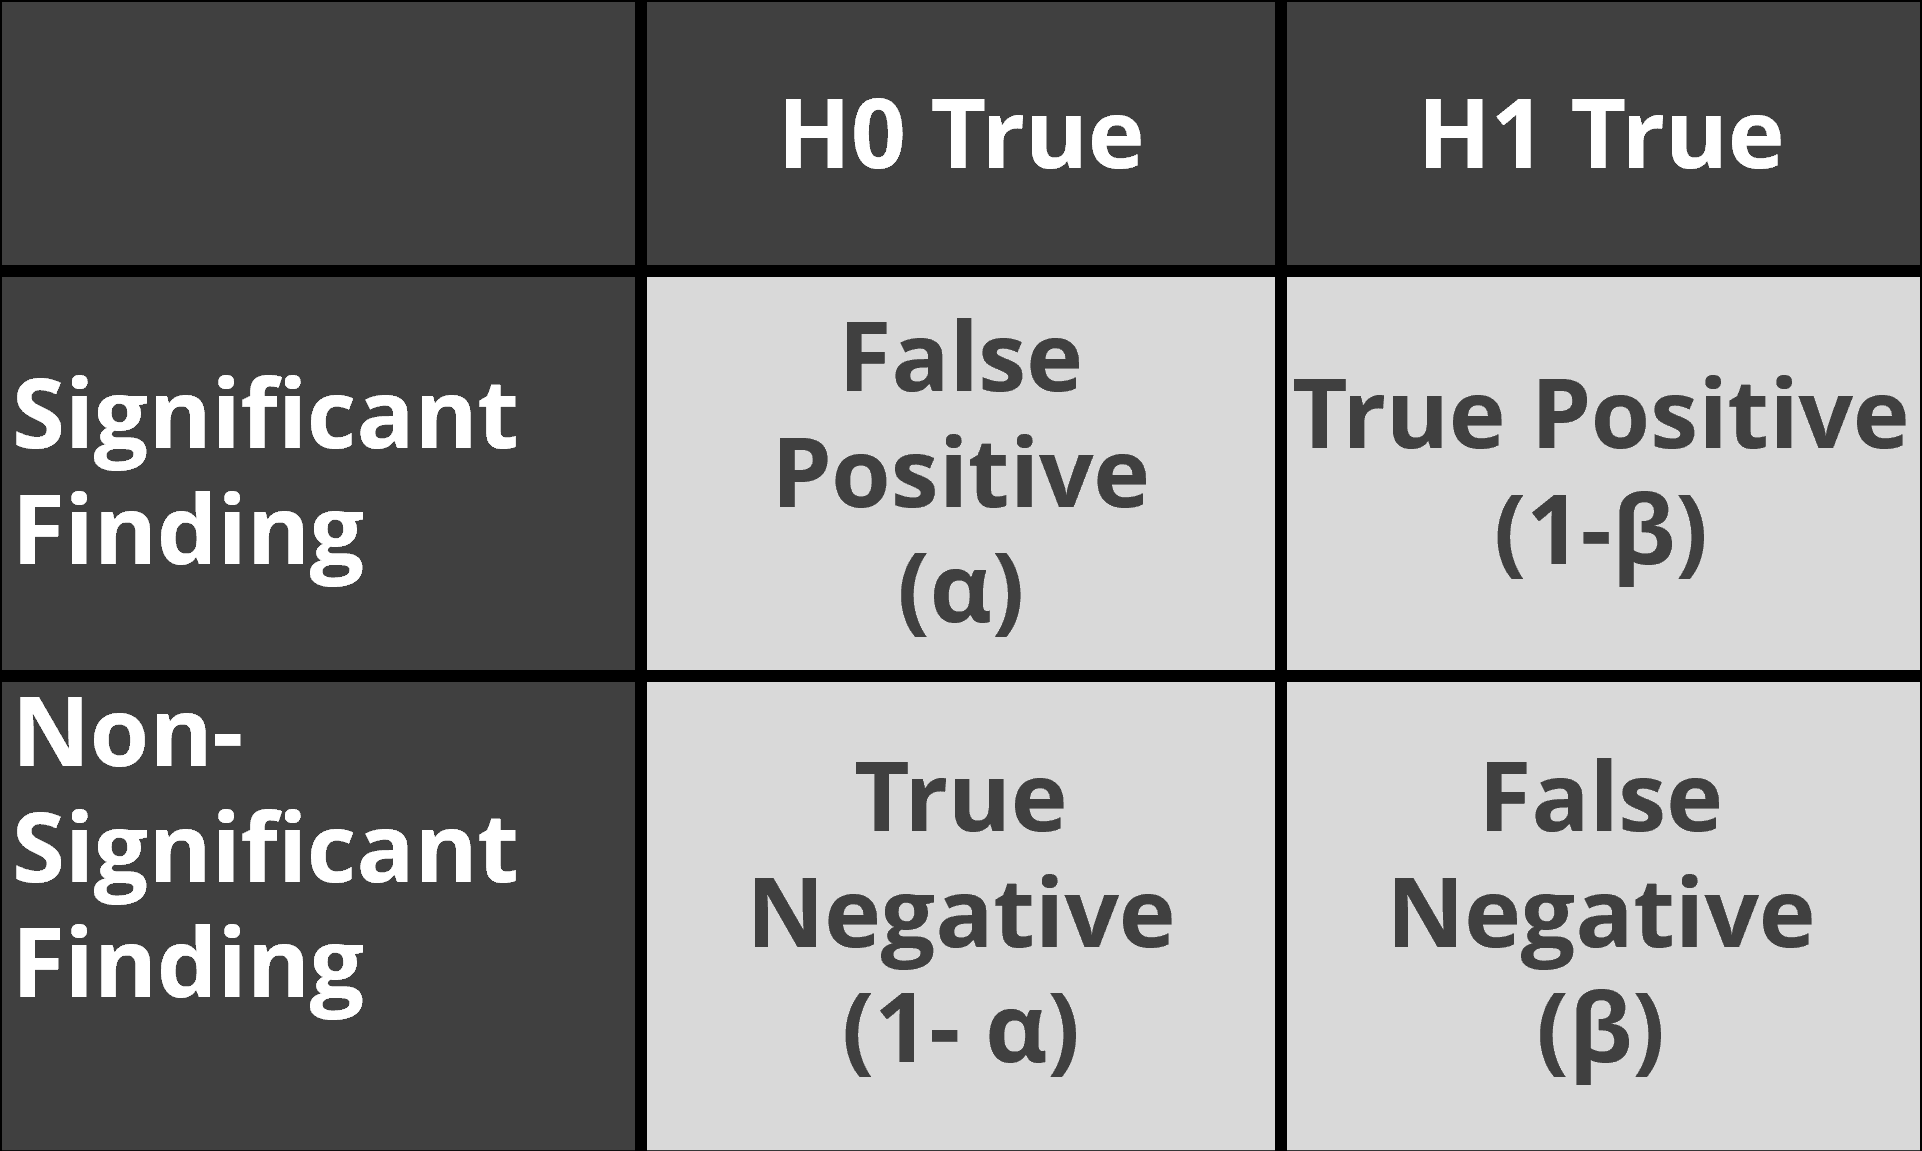 H0 True
H1 True
Significant
Finding
False
Positive
(α)
True Positive
(1-β)
Non-
Significant
Finding
True
Negative
(1- α)
False
Negative
(β)